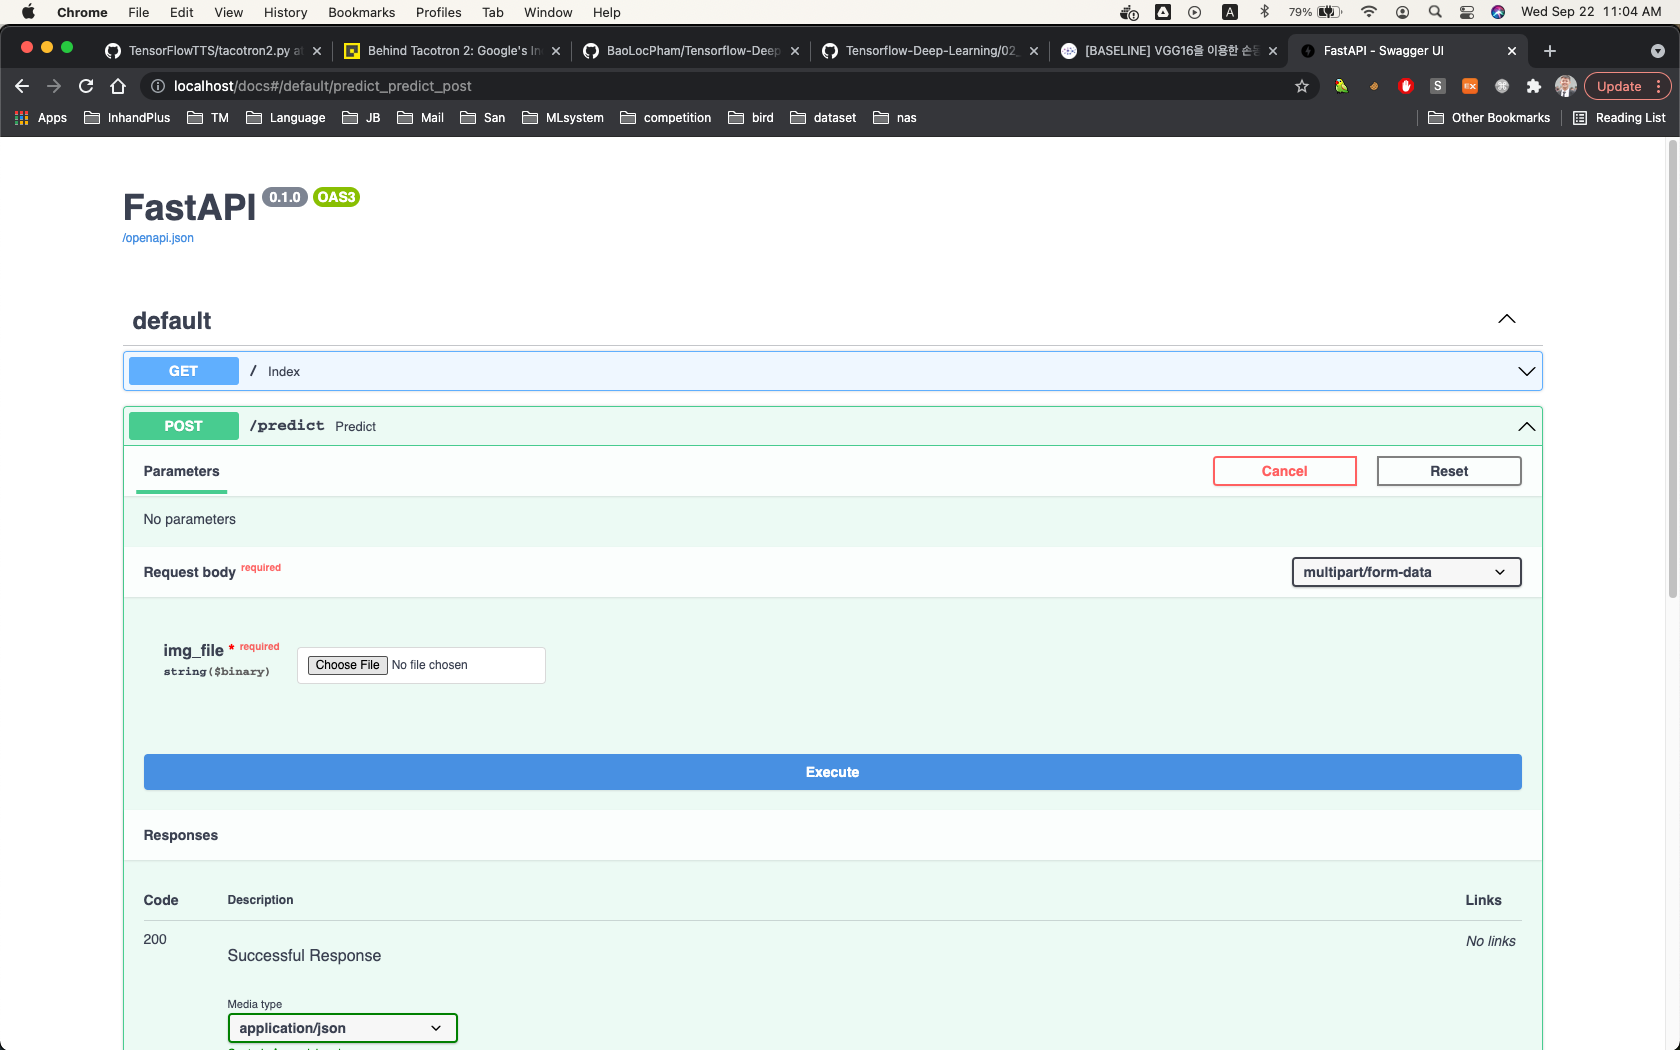 Chrome File Edit View History Bookmarks Profiles Tab Window Help A 79% Wed Sep 22 11:04 AM
TensorFlowTTS/tacotron2.py at Behind Tacotron 2: Google's In BaoLocPham/Tensorflow-Deep Tensorflow-Deep-Learning/02_ [BASELINE] VGG16을 이용한 손동 FastAPI - Swagger UI
localhost/docs#/default/predict_predict_post S EX Update
Apps InhandPlus TM Language JB Mail San MLsystem competition bird dataset nas Other Bookmarks Reading List
FastAPI 0.1.0 OAS3
/openapi.json
default
GET / Index
POST /predict Predict
Parameters Cancel Reset
No parameters
Request body required multipart/form-data
img_file * required
string($binary)
Choose File No file chosen
Execute
Responses
Code Description Links
200 Successful Response No links
Media type
application/json